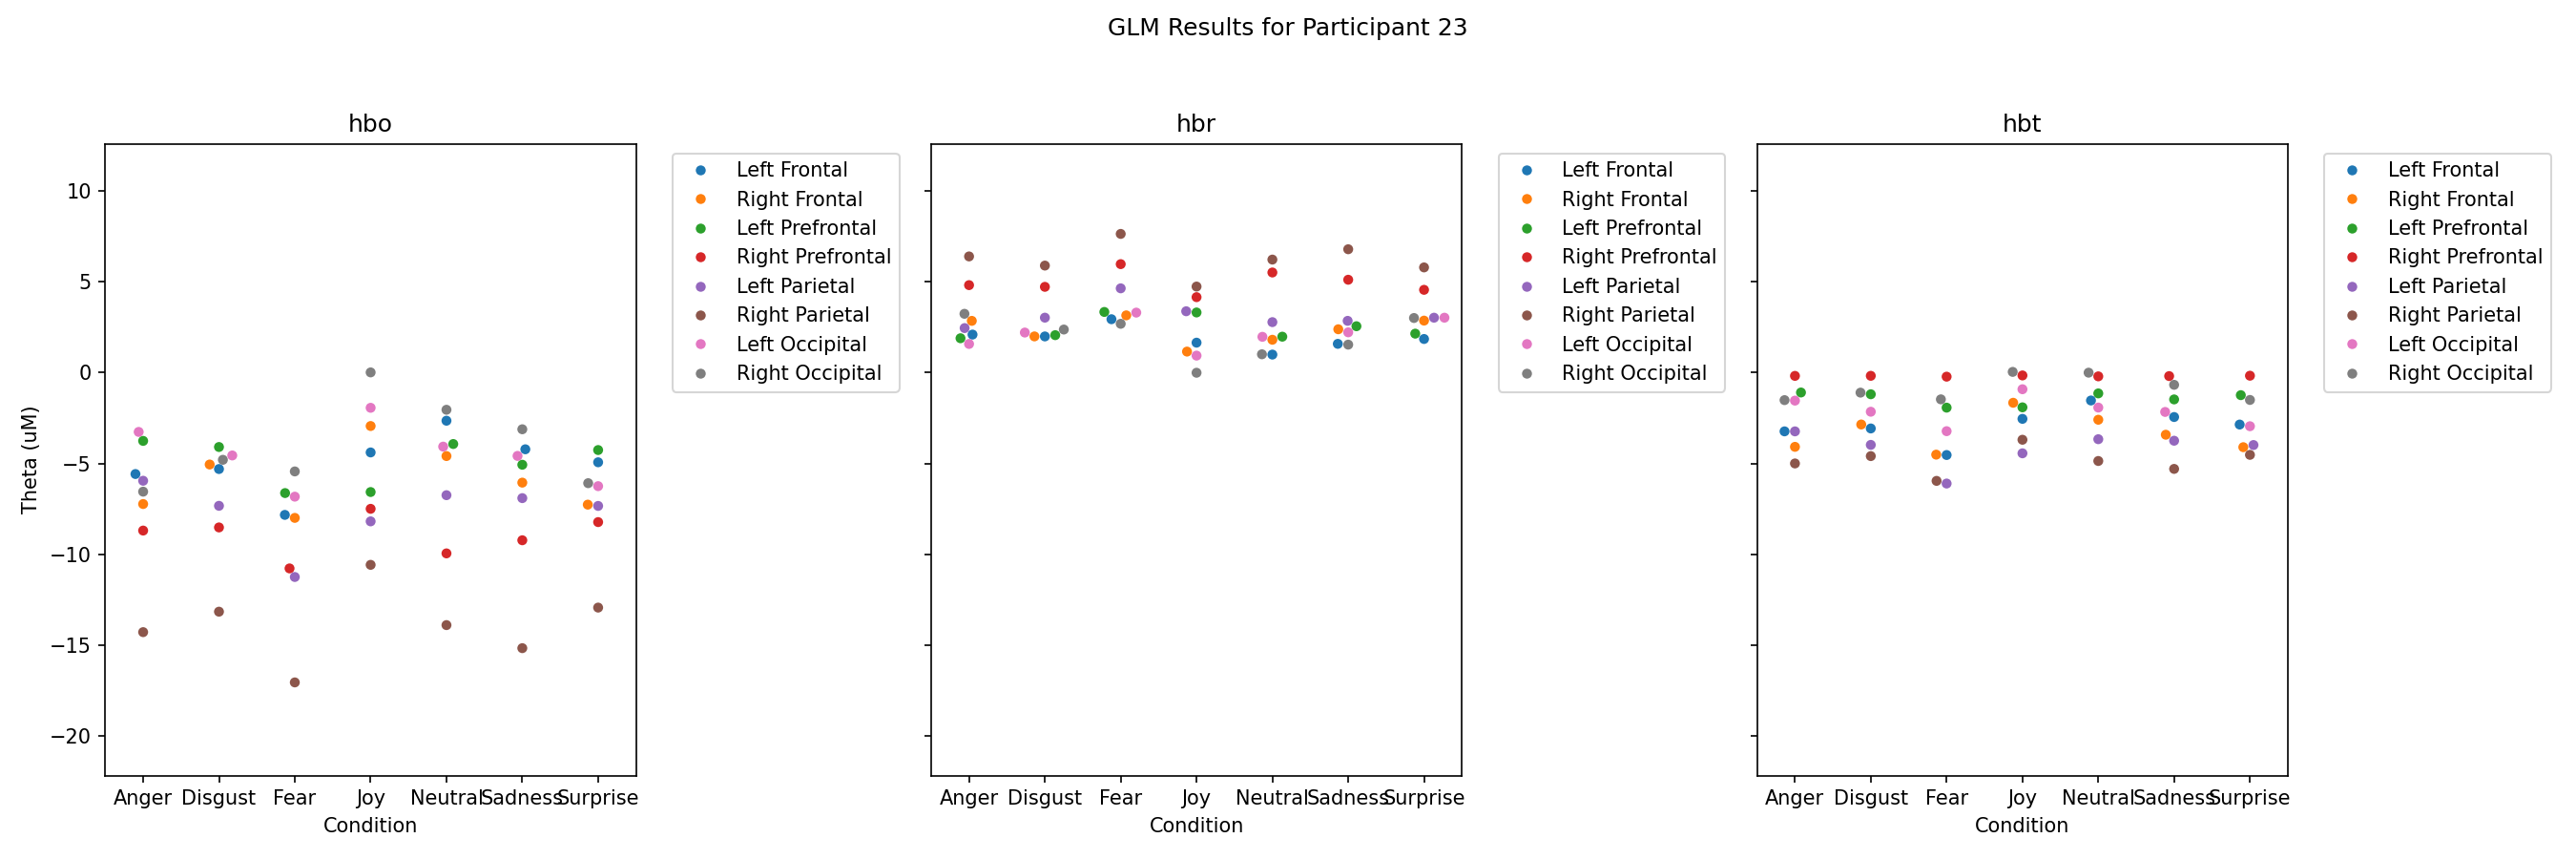 GLM Results for Participant 23
hbo
Theta (uM)
10
5
0
−5
−10
−15
−20
Anger Disgust Fear Joy Neutral Sadness Surprise
Condition
Left Frontal
Right Frontal
Left Prefrontal
Right Prefrontal
Left Parietal
Right Parietal
Left Occipital
Right Occipital
hbr
Anger Disgust Fear Joy Neutral Sadness Surprise
Condition
Left Frontal
Right Frontal
Left Prefrontal
Right Prefrontal
Left Parietal
Right Parietal
Left Occipital
Right Occipital
hbt
Anger Disgust Fear Joy Neutral Sadness Surprise
Condition
Left Frontal
Right Frontal
Left Prefrontal
Right Prefrontal
Left Parietal
Right Parietal
Left Occipital
Right Occipital